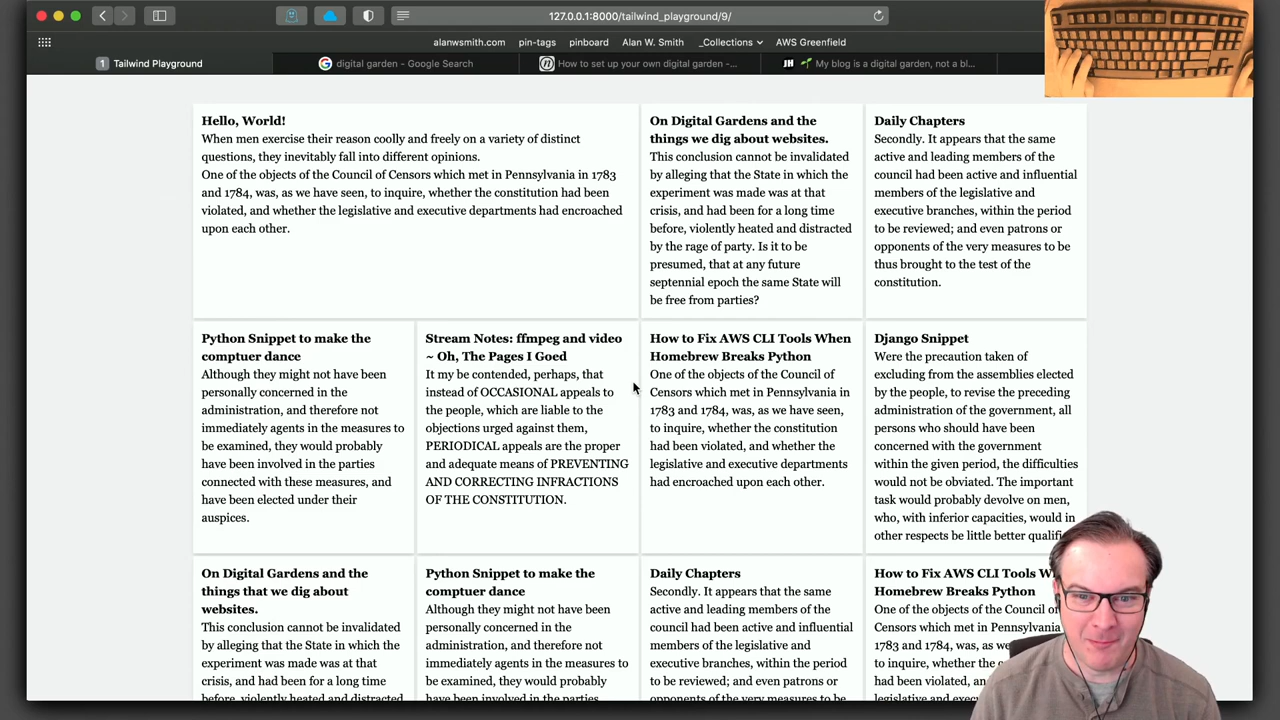 127.0.0.1:8000/tailwind_playground/9/
alanwsmith.com pin-tags pinboard Alan W. Smith _Collections AWS Greenfield
1 Tailwind Playground
digital garden - Google Search
How to set up your own digital garden -...
JH My blog is a digital garden, not a bl...
Hello, World!
When men exercise their reason coolly and freely on a variety of distinct
questions, they inevitably fall into different opinions.
One of the objects of the Council of Censors which met in Pennsylvania in 1783
and 1784, was, as we have seen, to inquire, whether the constitution had been
violated, and whether the legislative and executive departments had encroached
upon each other.
On Digital Gardens and the
things we dig about websites.
This conclusion cannot be invalidated
by alleging that the State in which the
experiment was made was at that
crisis, and had been for a long time
before, violently heated and distracted
by the rage of party. Is it to be
presumed, that at any future
septennial epoch the same State will
be free from parties?
Daily Chapters
Secondly. It appears that the same
active and leading members of the
council had been active and influential
members of the legislative and
executive branches, within the period
to be reviewed; and even patrons or
opponents of the very measures to be
thus brought to the test of the
constitution.
Python Snippet to make the
comptuer dance
Although they might not have been
personally concerned in the
administration, and therefore not
immediately agents in the measures to
be examined, they would probably
have been involved in the parties
connected with these measures, and
have been elected under their
auspices.
Stream Notes: ffmpeg and video
~ Oh, The Pages I Goed
It my be contended, perhaps, that
instead of OCCASIONAL appeals to
the people, which are liable to the
objections urged against them,
PERIODICAL appeals are the proper
and adequate means of PREVENTING
AND CORRECTING INFRACTIONS
OF THE CONSTITUTION.
How to Fix AWS CLI Tools When
Homebrew Breaks Python
One of the objects of the Council of
Censors which met in Pennsylvania in
1783 and 1784, was, as we have seen,
to inquire, whether the constitution
had been violated, and whether the
legislative and executive departments
had encroached upon each other.
Django Snippet
Were the precaution taken of
excluding from the assemblies elected
by the people, to revise the preceding
administration of the government, all
persons who should have been
concerned with the government
within the given period, the difficulties
would not be obviated. The important
task would probably devolve on men,
who, with inferior capacities, would in
other respects be little better
On Digital Gardens and the
things that we dig about
websites.
This conclusion cannot be invalidated
by alleging that the State in which the
experiment was made was at that
crisis, and had been for a long time
before, violently heated and distracted
Python Snippet to make the
comptuer dance
Although they might not have been
personally concerned in the
administration, and therefore not
immediately agents in the measures to
be examined, they would probably
have been involved in the parties
Daily Chapters
Secondly. It appears that the same
active and leading members of the
council had been active and influential
members of the legislative and
executive branches, within the period
to be reviewed; and even patrons or
opponents of the very measures to be
How to Fix AWS CLI Tools
Homebrew Breaks Python
One of the objects of the Council of
Censors which met in Pennsylvania
1783 and 1784, was, as we
to inquire, whether the
had been violated,
legislative and